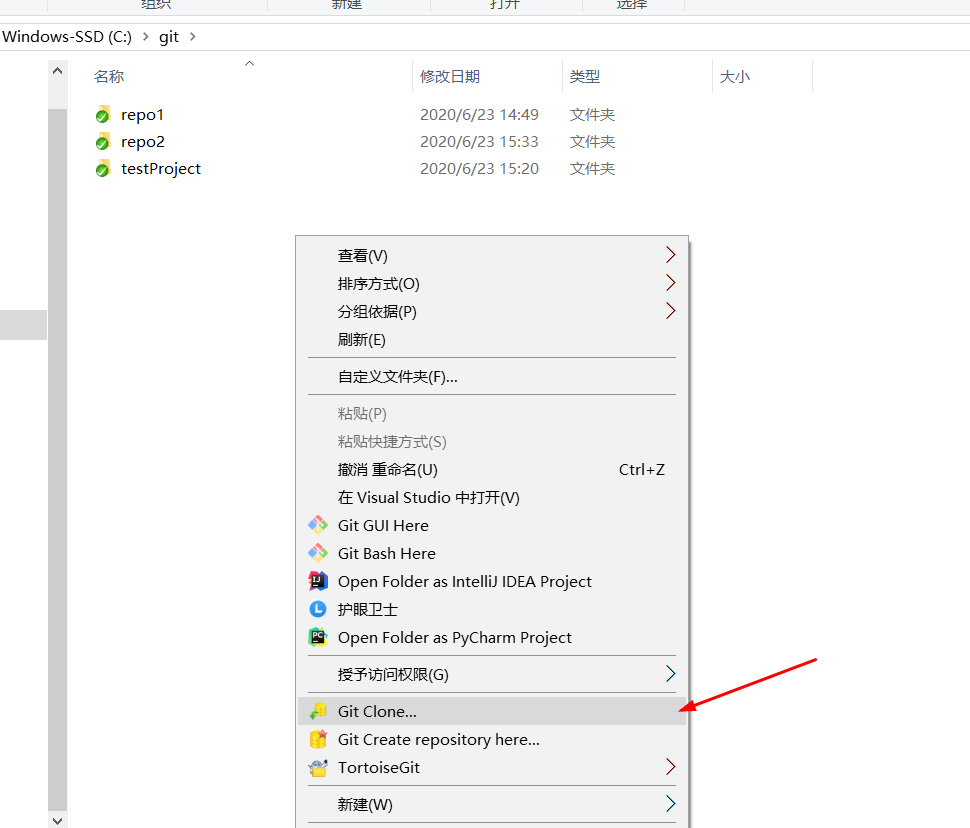 组织 新建 打开 选择
Windows-SSD (C:) git
名称 修改日期 类型 大小
repo1 2020/6/23 14:49 文件夹
repo2 2020/6/23 15:33 文件夹
testProject 2020/6/23 15:20 文件夹
查看(V)
排序方式(O)
分组依据(P)
刷新(E)
自定义文件夹(F)...
粘贴(P)
粘贴快捷方式(S)
撤消 重命名(U) Ctrl+Z
在 Visual Studio 中打开(V)
Git GUI Here
Git Bash Here
Open Folder as IntelliJ IDEA Project
护眼卫士
Open Folder as PyCharm Project
授予访问权限(G)
Git Clone...
Git Create repository here...
TortoiseGit
新建(W)